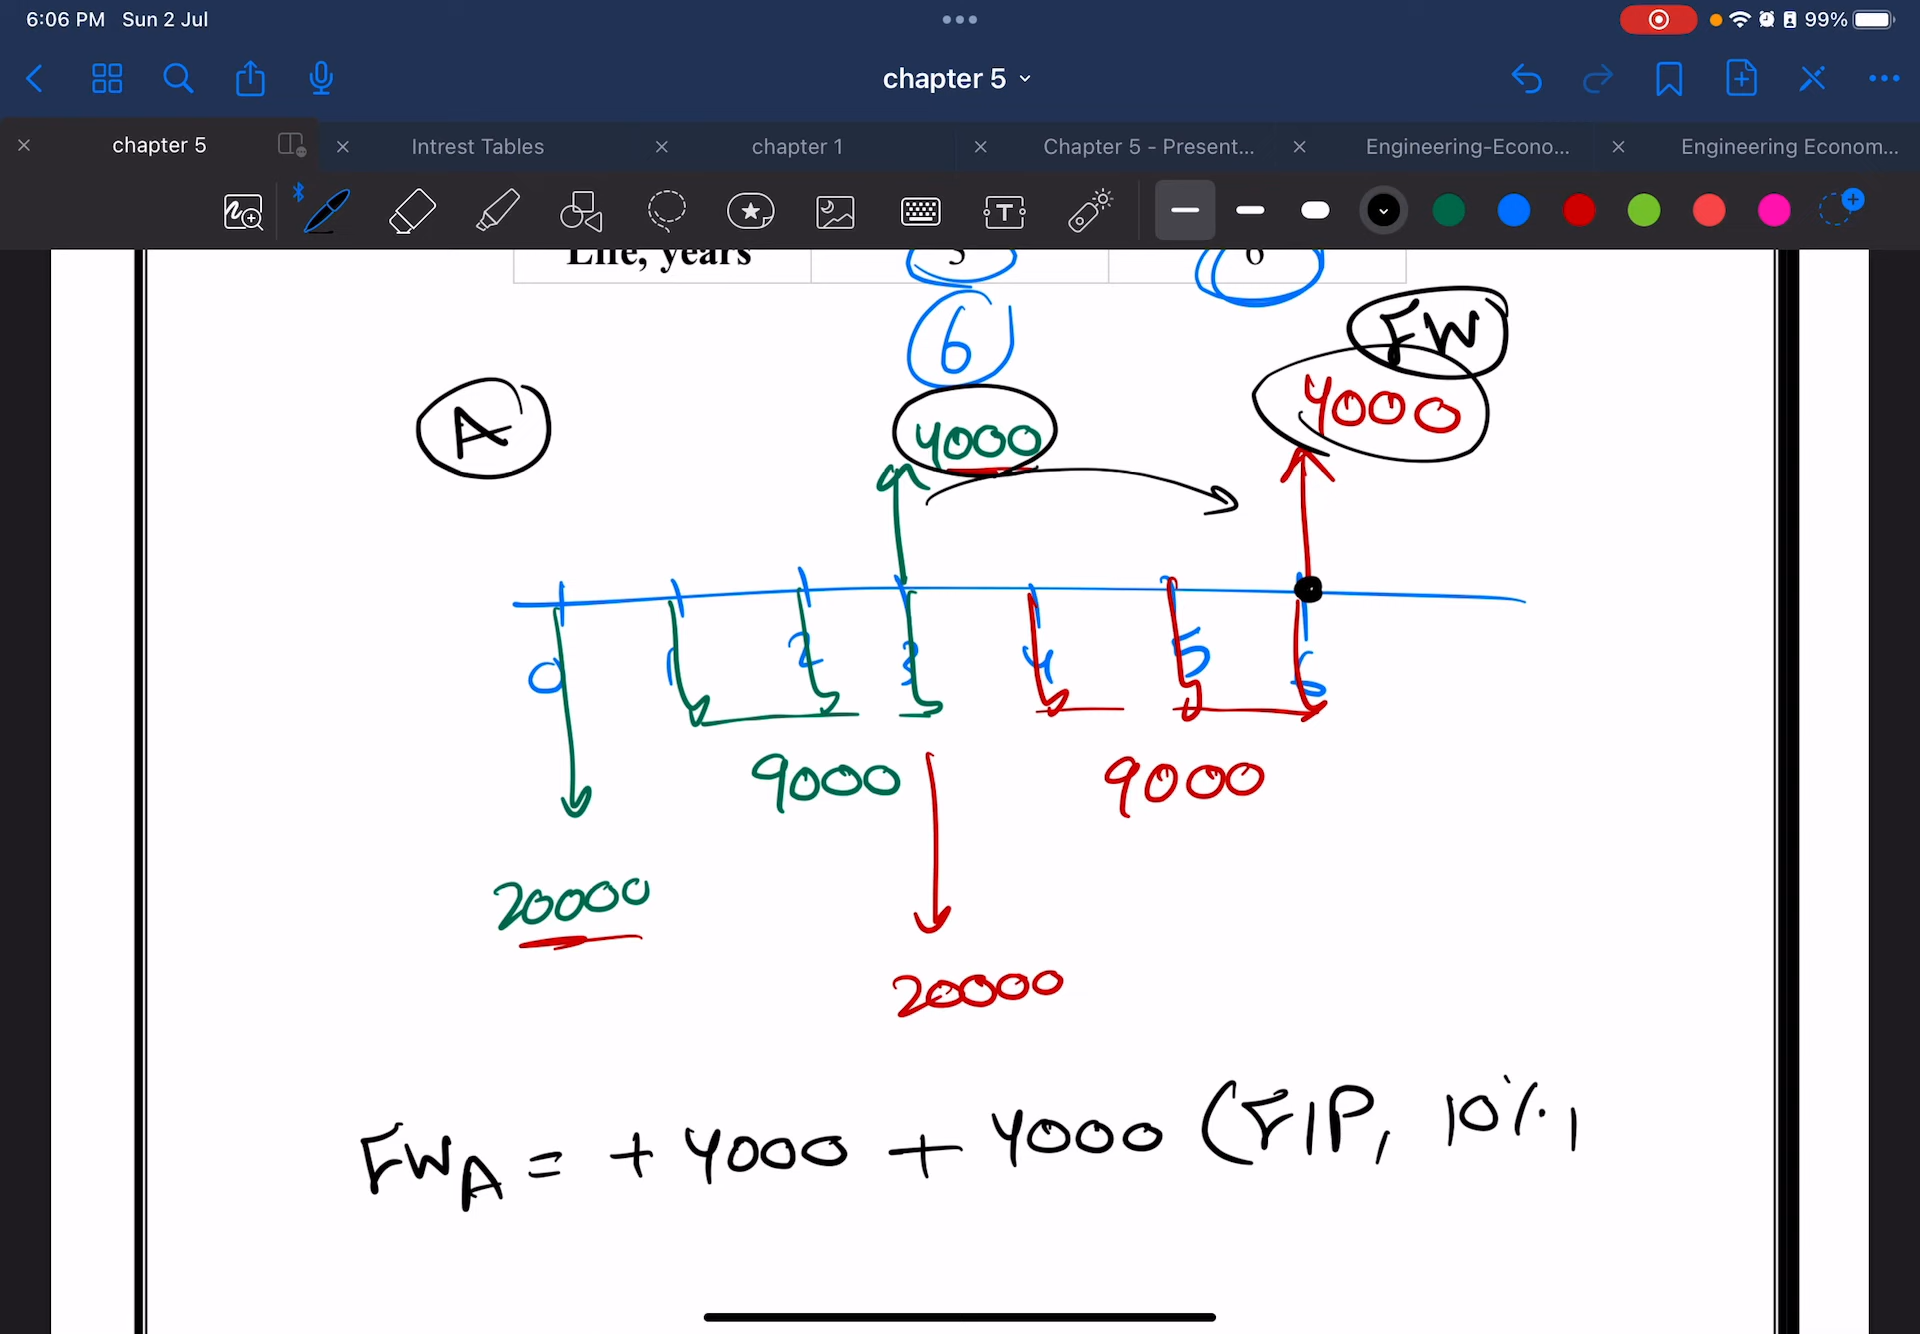 6:06 PM Sun 2 Jul
99%
chapter 5
chapter 5
Intrest Tables
chapter 1
Chapter 5 - Present...
Engineering-Econo...
Engineering Econom...
T
Life, years 3 6
6
FW
A
4000
4000
0 1 2 3 4 5 6
9000
9000
20000
20000
FWA = + 4000 + 4000 (F/P, 10%,